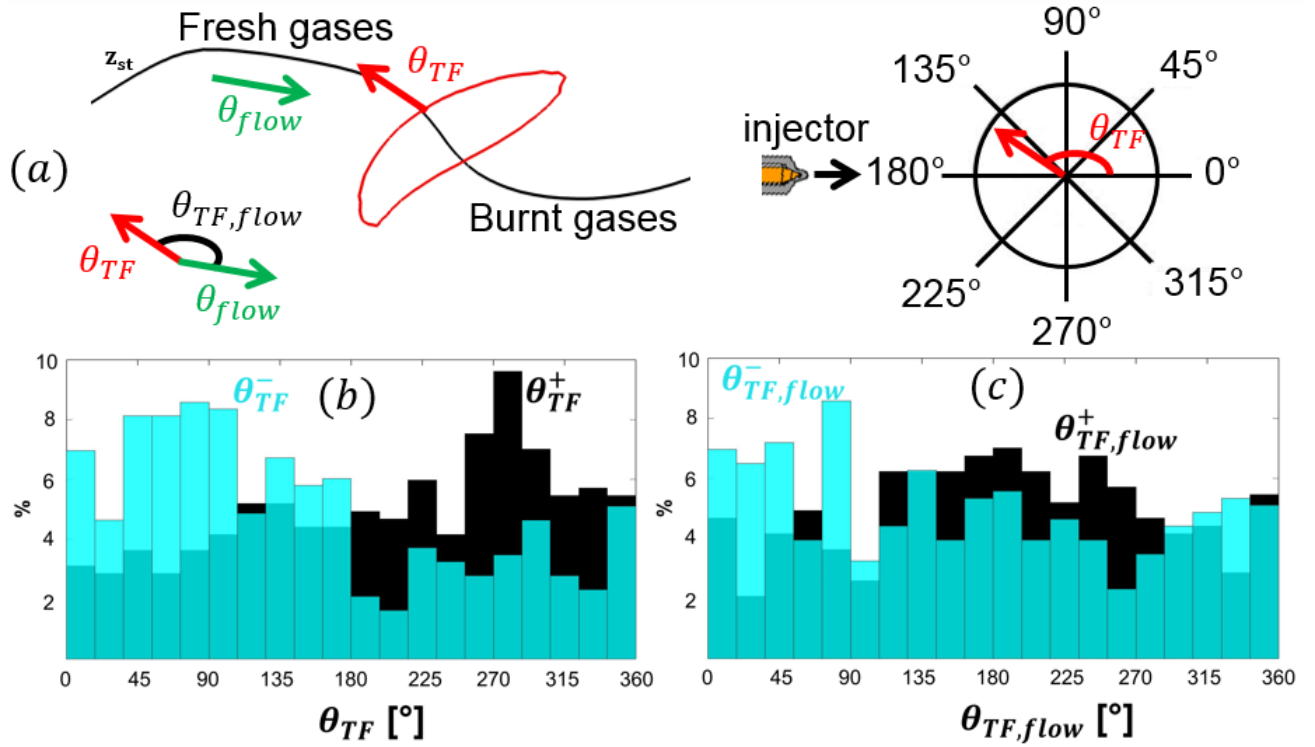 Fresh gases
z_st
θ_TF
θ_flow
(a)
θ_TF,flow
θ_TF
θ_flow
Burnt gases
90°
135°
45°
θ_TF
injector
180°
0°
225°
315°
270°
10
8
6
4
2
%
θ⁻_TF
(b)
θ⁺_TF
0 45 90 135 180 225 270 315 360
θ_TF [°]
10
8
6
4
2
%
θ⁻_TF,flow
(c)
θ⁺_TF,flow
0 45 90 135 180 225 270 315 360
θ_TF,flow [°]